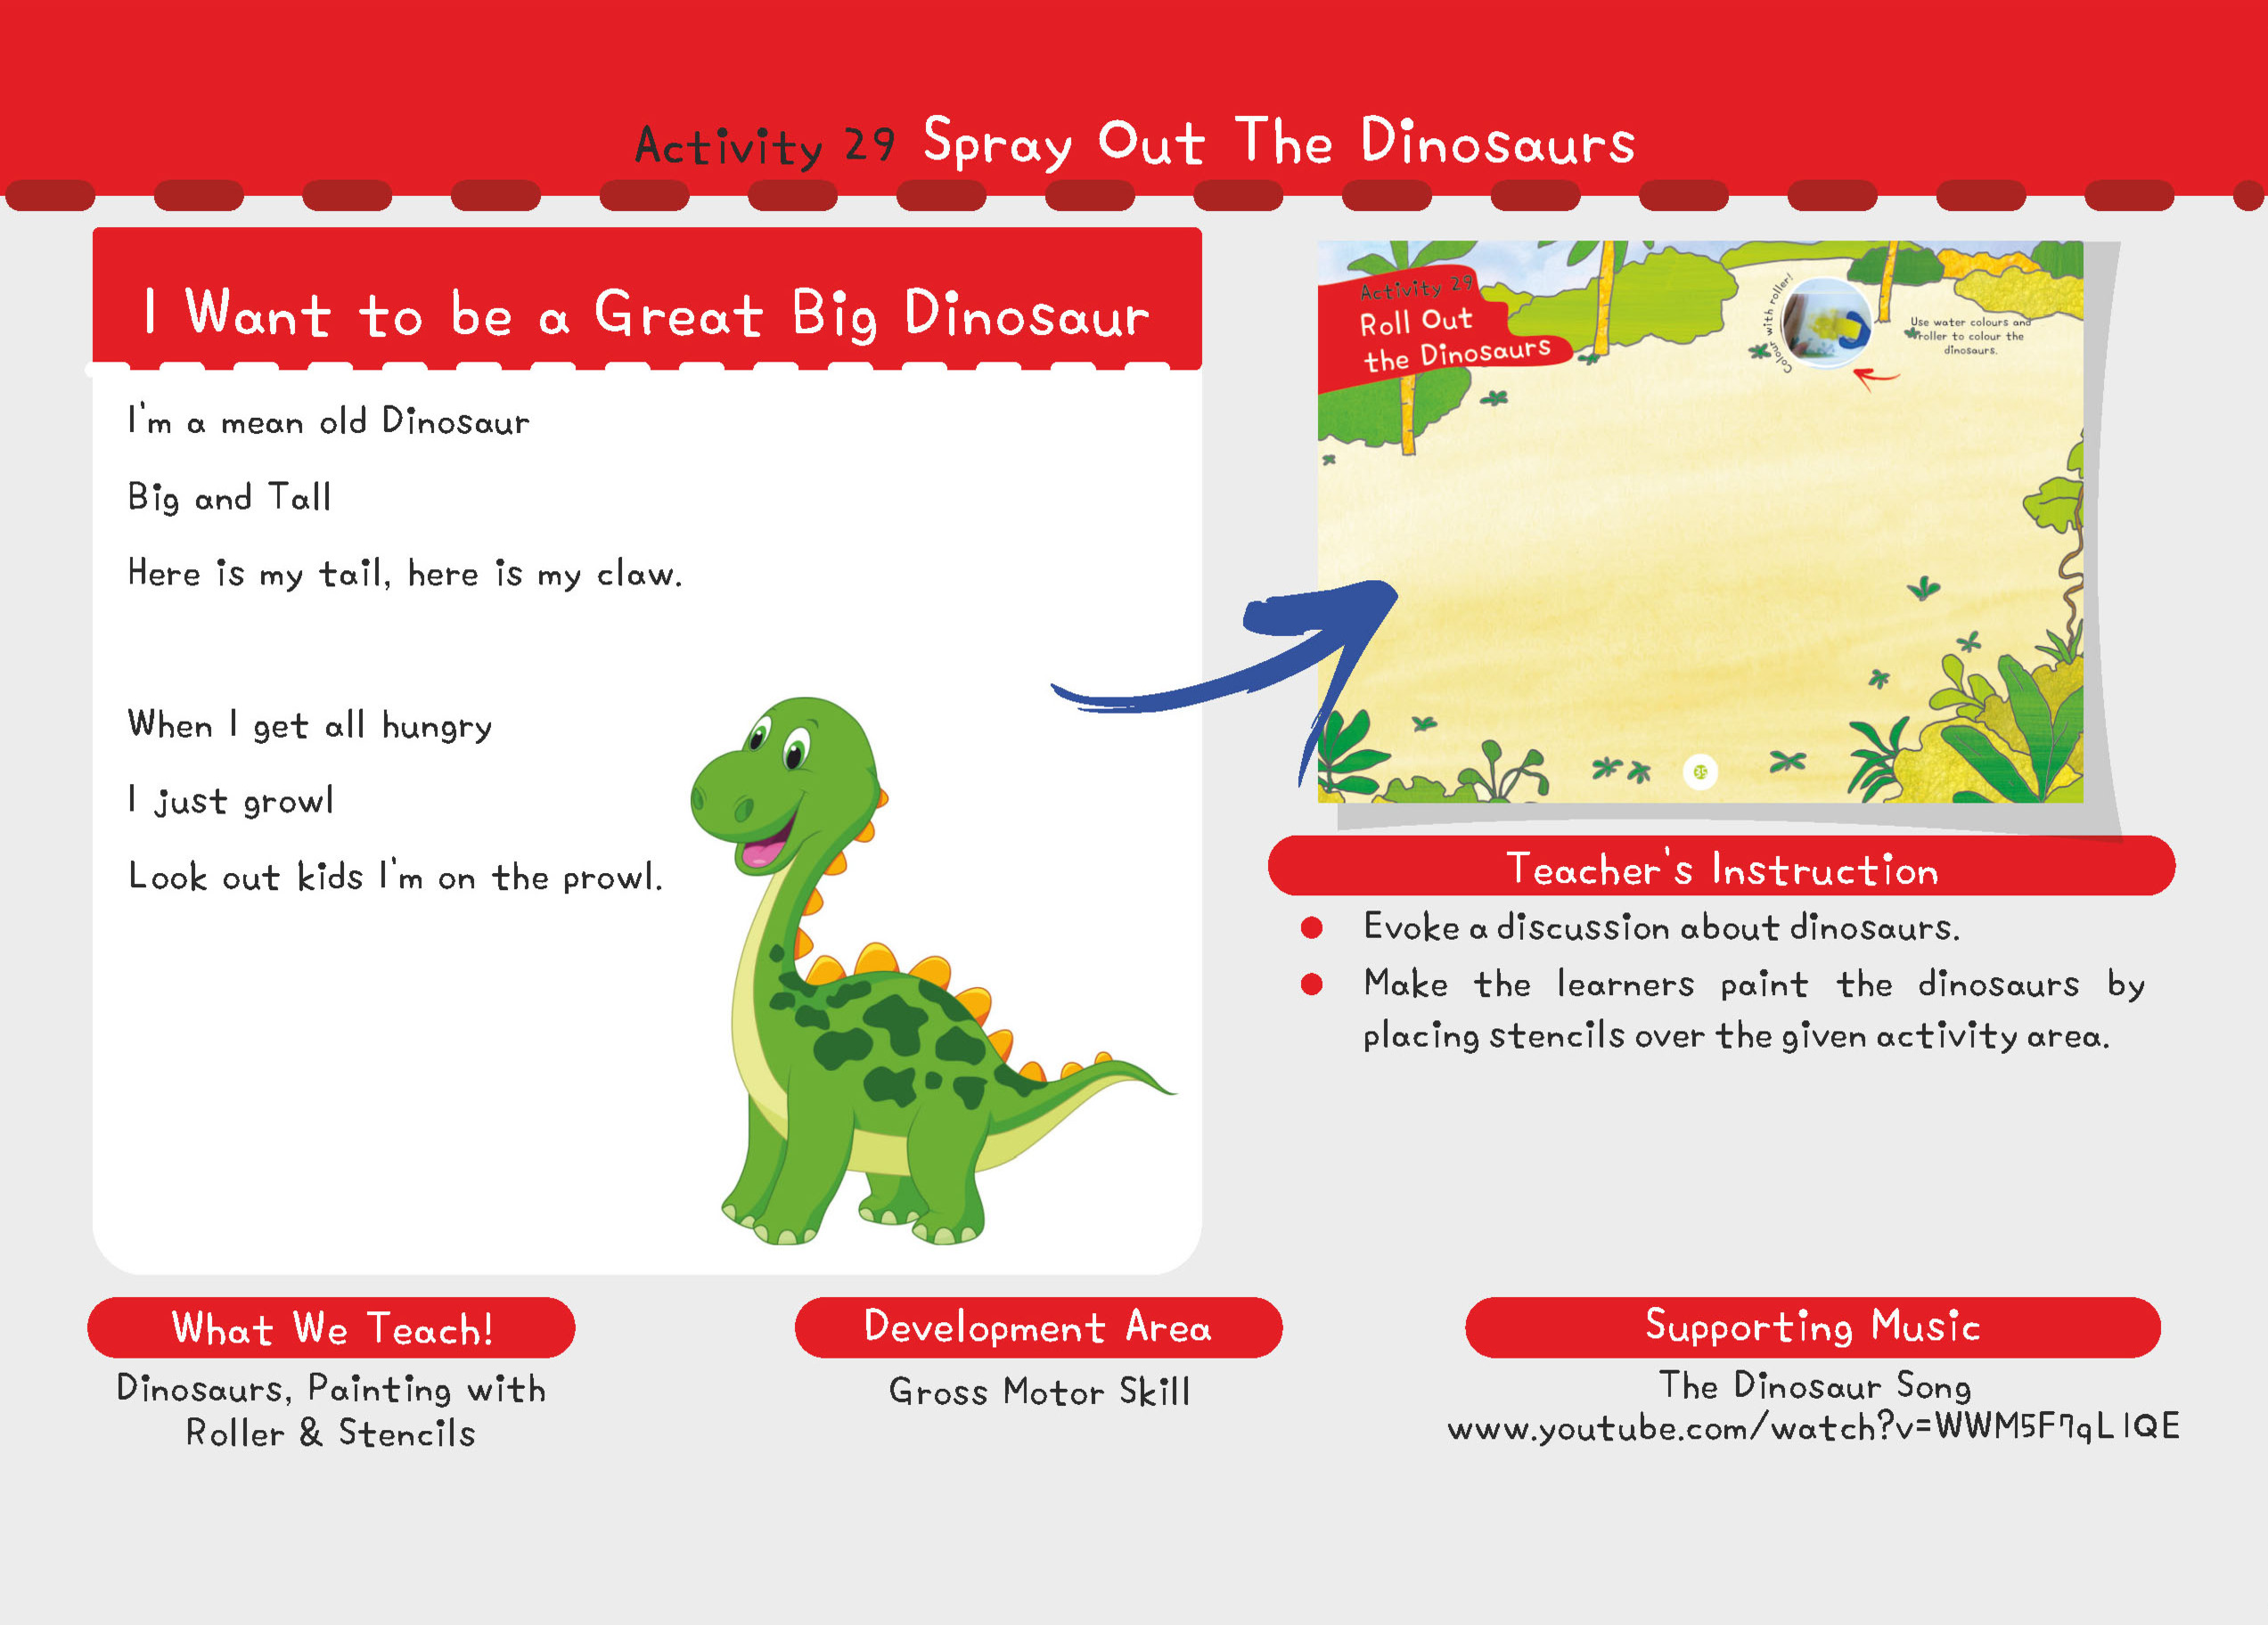 Activity 29 Spray Out The Dinosaurs
I Want to be a Great Big Dinosaur
I'm a mean old Dinosaur
Big and Tall
Here is my tail, here is my claw.
When I get all hungry
I just growl
Look out kids I'm on the prowl.
Activity 29
Roll Out
the Dinosaurs
Colour with roller!
Use water colours and
roller to colour the
dinosaurs.
35
Teacher's Instruction
Evoke a discussion about dinosaurs.
Make the learners paint the dinosaurs by
placing stencils over the given activity area.
What We Teach!
Dinosaurs, Painting with
Roller & Stencils
Development Area
Gross Motor Skill
Supporting Music
The Dinosaur Song
www.youtube.com/watch?v=WWM5F7qLIQE